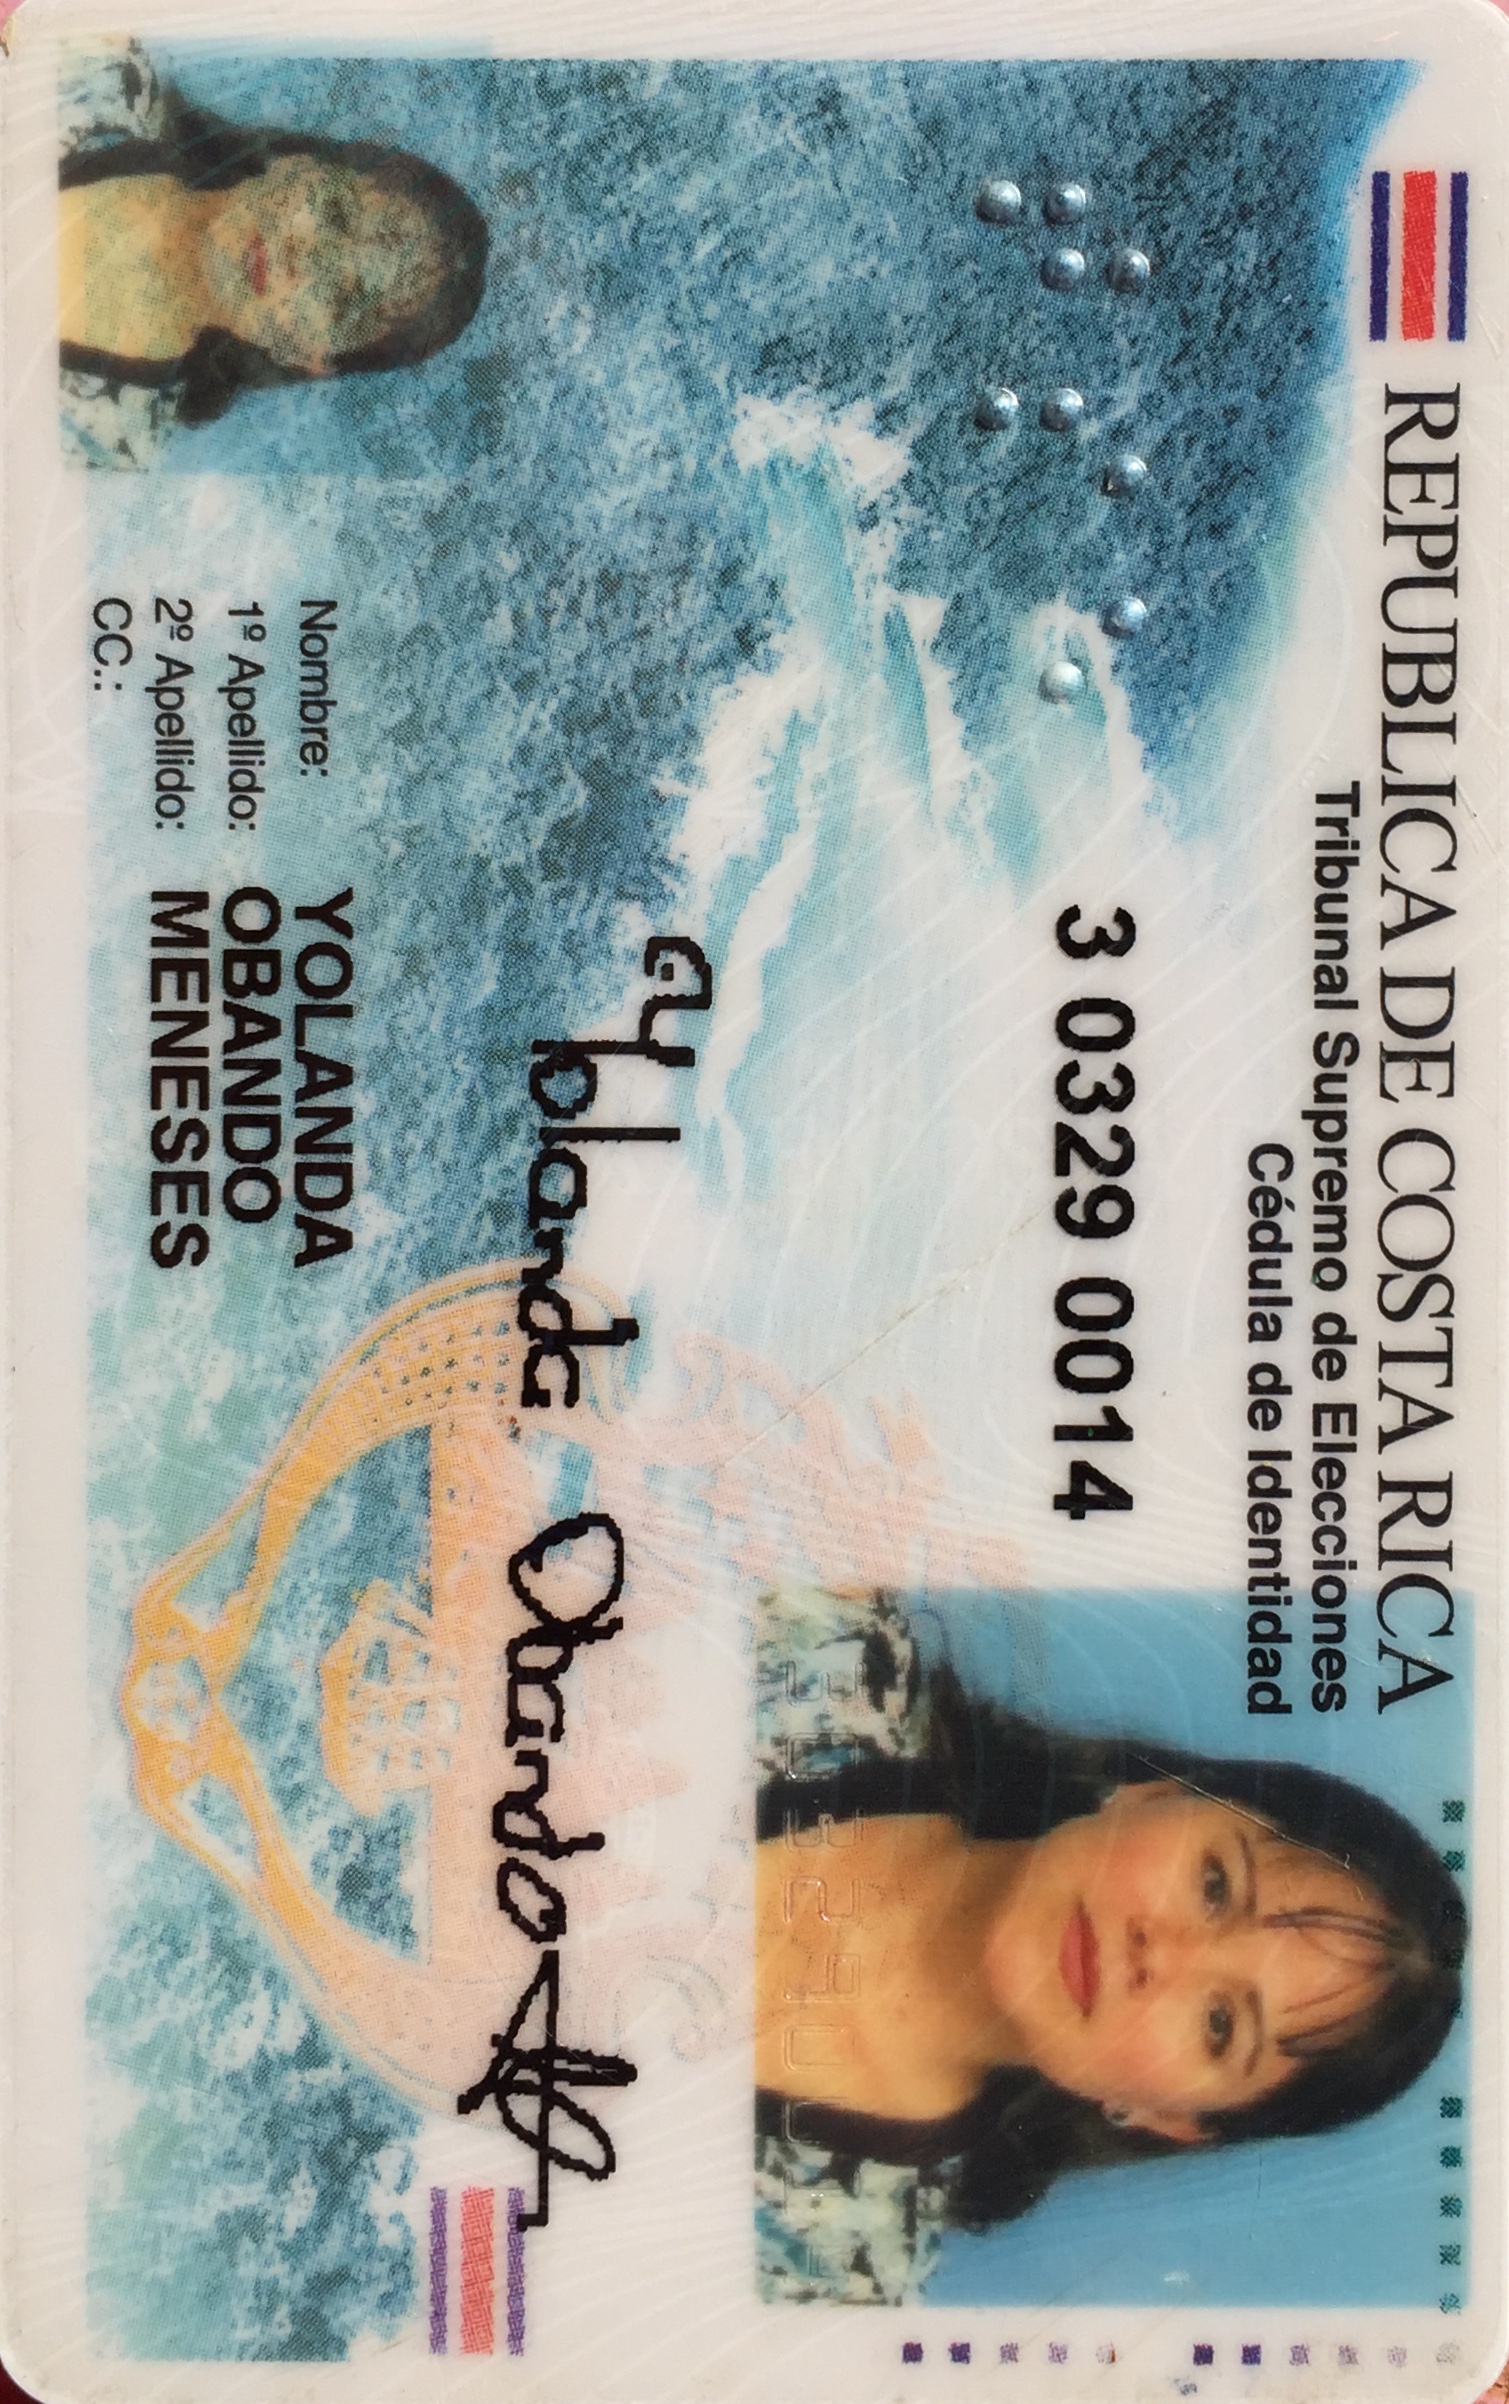 REPUBLICA DE COSTA RICA
Tribunal Supremo de Elecciones
Cédula de Identidad
3 0329 0014
Yolanda Obando
Nombre: YOLANDA
1º Apellido: OBANDO
2º Apellido: MENESES
CC.: